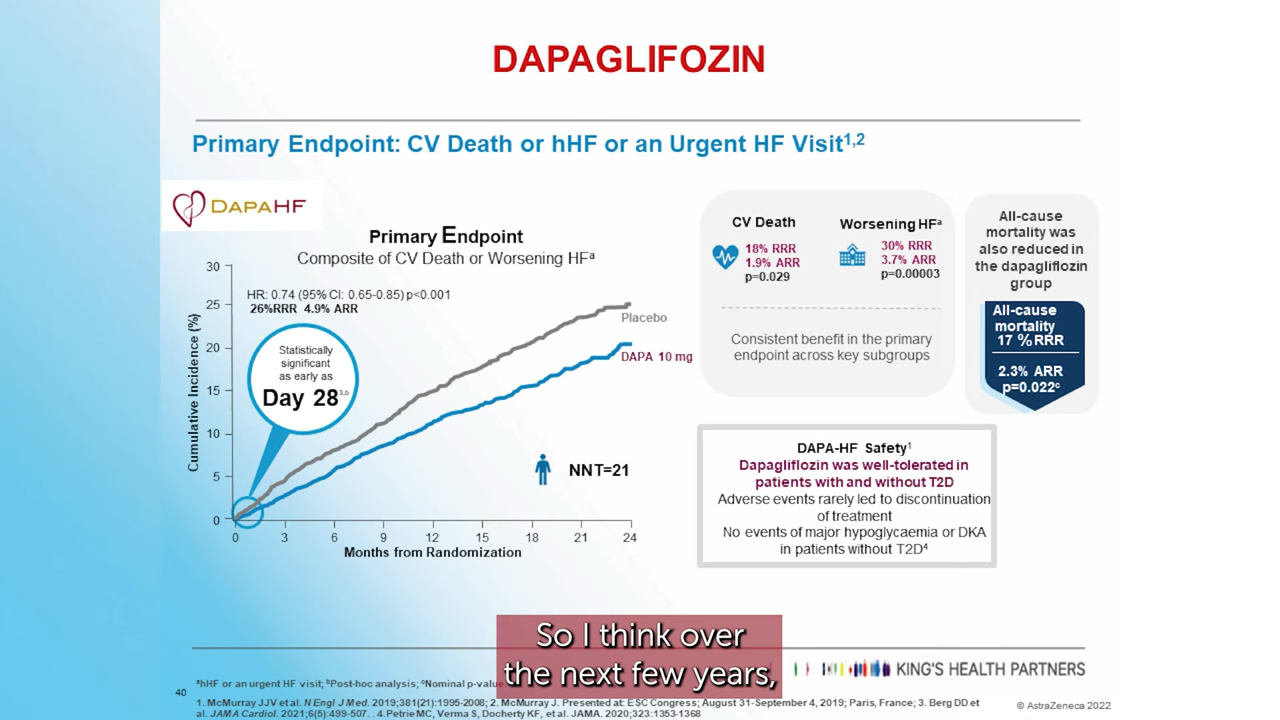 DAPAGLIFOZIN
Primary Endpoint: CV Death or hHF or an Urgent HF Visit1,2
DAPAHF
Primary Endpoint
Composite of CV Death or Worsening HFa
Cumulative Incidence (%)
30
25
20
15
10
5
0
HR: 0.74 (95% CI: 0.65-0.85) p<0.001
26%RRR 4.9% ARR
Statistically
significant
as early as
Day 283,b
Placebo
DAPA 10 mg
NNT=21
0 3 6 9 12 15 18 21 24
Months from Randomization
CV Death
18% RRR
1.9% ARR
p=0.029
Worsening HFa
30% RRR
3.7% ARR
p=0.00003
Consistent benefit in the primary
endpoint across key subgroups
All-cause
mortality was
also reduced in
the dapagliflozin
group
All-cause
mortality
17 %RRR
2.3% ARR
p=0.022c
DAPA-HF Safety1
Dapagliflozin was well-tolerated in
patients with and without T2D
Adverse events rarely led to discontinuation
of treatment
No events of major hypoglycaemia or DKA
in patients without T2D4
So I think over
the next few years,
KING'S HEALTH PARTNERS
40
ahHF or an urgent HF visit; bPost-hoc analysis; cNominal p-value
1. McMurray JJV et al. N Engl J Med. 2019;381(21):1995-2008; 2. McMurray J. Presented at: ESC Congress; August 31-September 4, 2019; Paris, France; 3. Berg DD et
al. JAMA Cardiol. 2021;6(5):499-507. . 4. Petrie MC, Verma S, Docherty KF, et al. JAMA. 2020;323:1353-1368
© AstraZeneca 2022